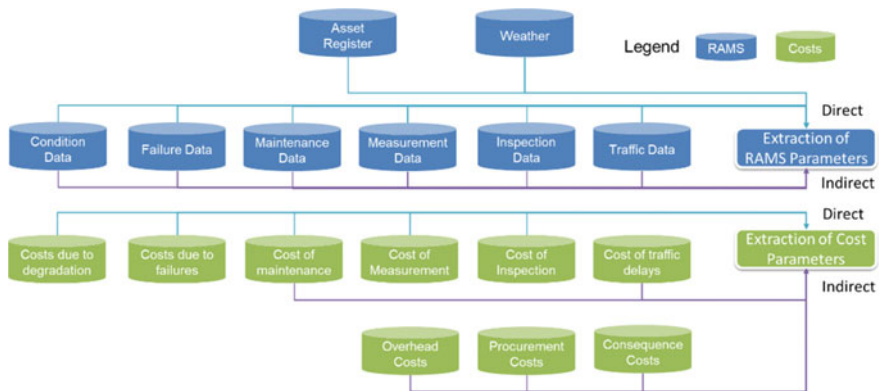 Asset
Register
Weather
Legend
RAMS
Costs
Direct
Condition
Data
Failure Data
Maintenance
Data
Measurement
Data
Inspection
Data
Traffic Data
Extraction of
RAMS Parameters
Indirect
Direct
Costs due to
degradation
Costs due to
failures
Cost of
maintenance
Cost of
Measurement
Cost of
Inspection
Cost of traffic
delays
Extraction of Cost
Parameters
Indirect
Overhead
Costs
Procurement
Costs
Consequence
Costs